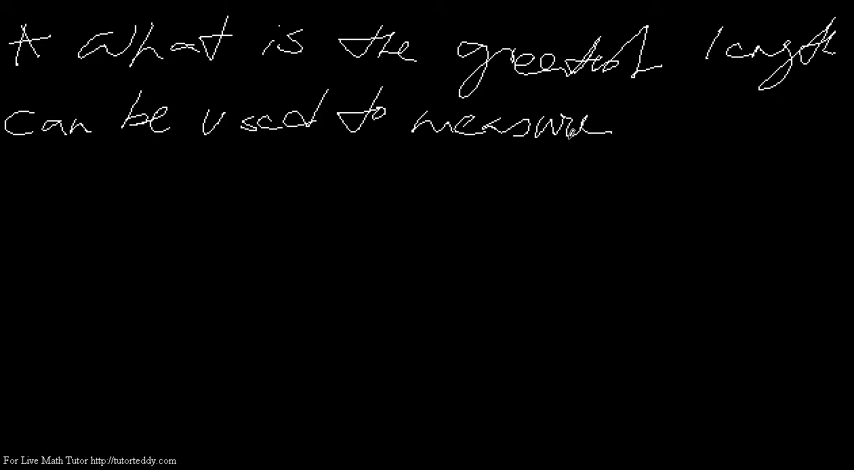 * What is the greatest length
can be used to measure
For Live Math Tutor http://tutorteddy.com